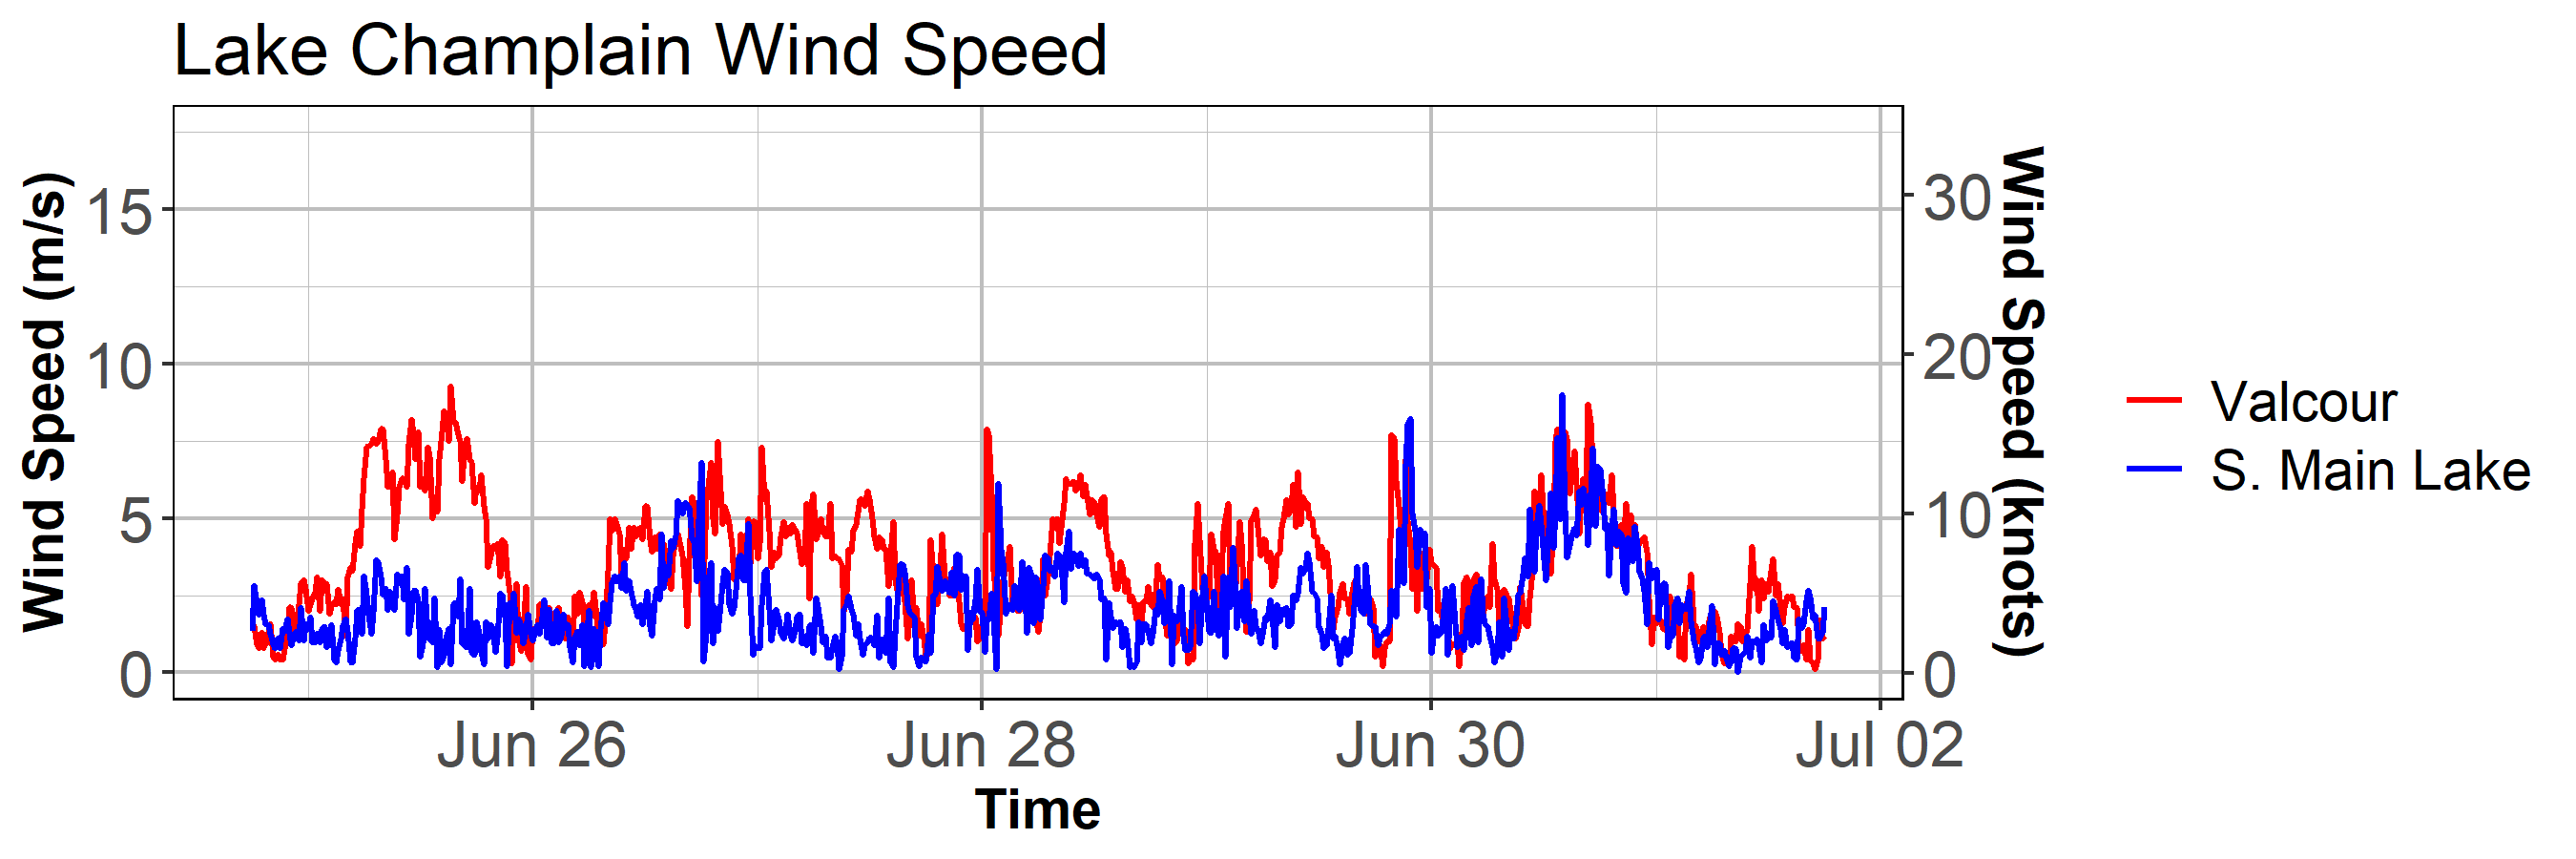 Lake Champlain Wind Speed
Wind Speed (m/s)
15
10
5
0
30
20
10
0
Wind Speed (knots)
Jun 26
Jun 28
Jun 30
Jul 02
Time
Valcour
S. Main Lake